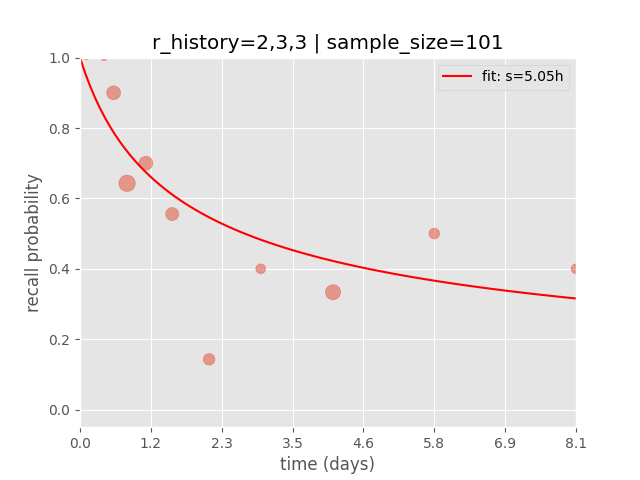 r_history=2,3,3 | sample_size=101
fit: s=5.05h
recall probability
1.0
0.8
0.6
0.4
0.2
0.0
0.0 1.2 2.3 3.5 4.6 5.8 6.9 8.1
time (days)